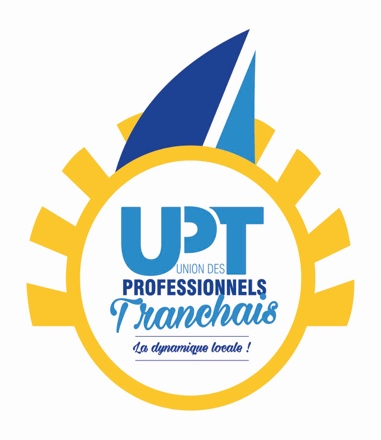 UPT
UNION DES
PROFESSIONNELS
Tranchais
La dynamique locale !